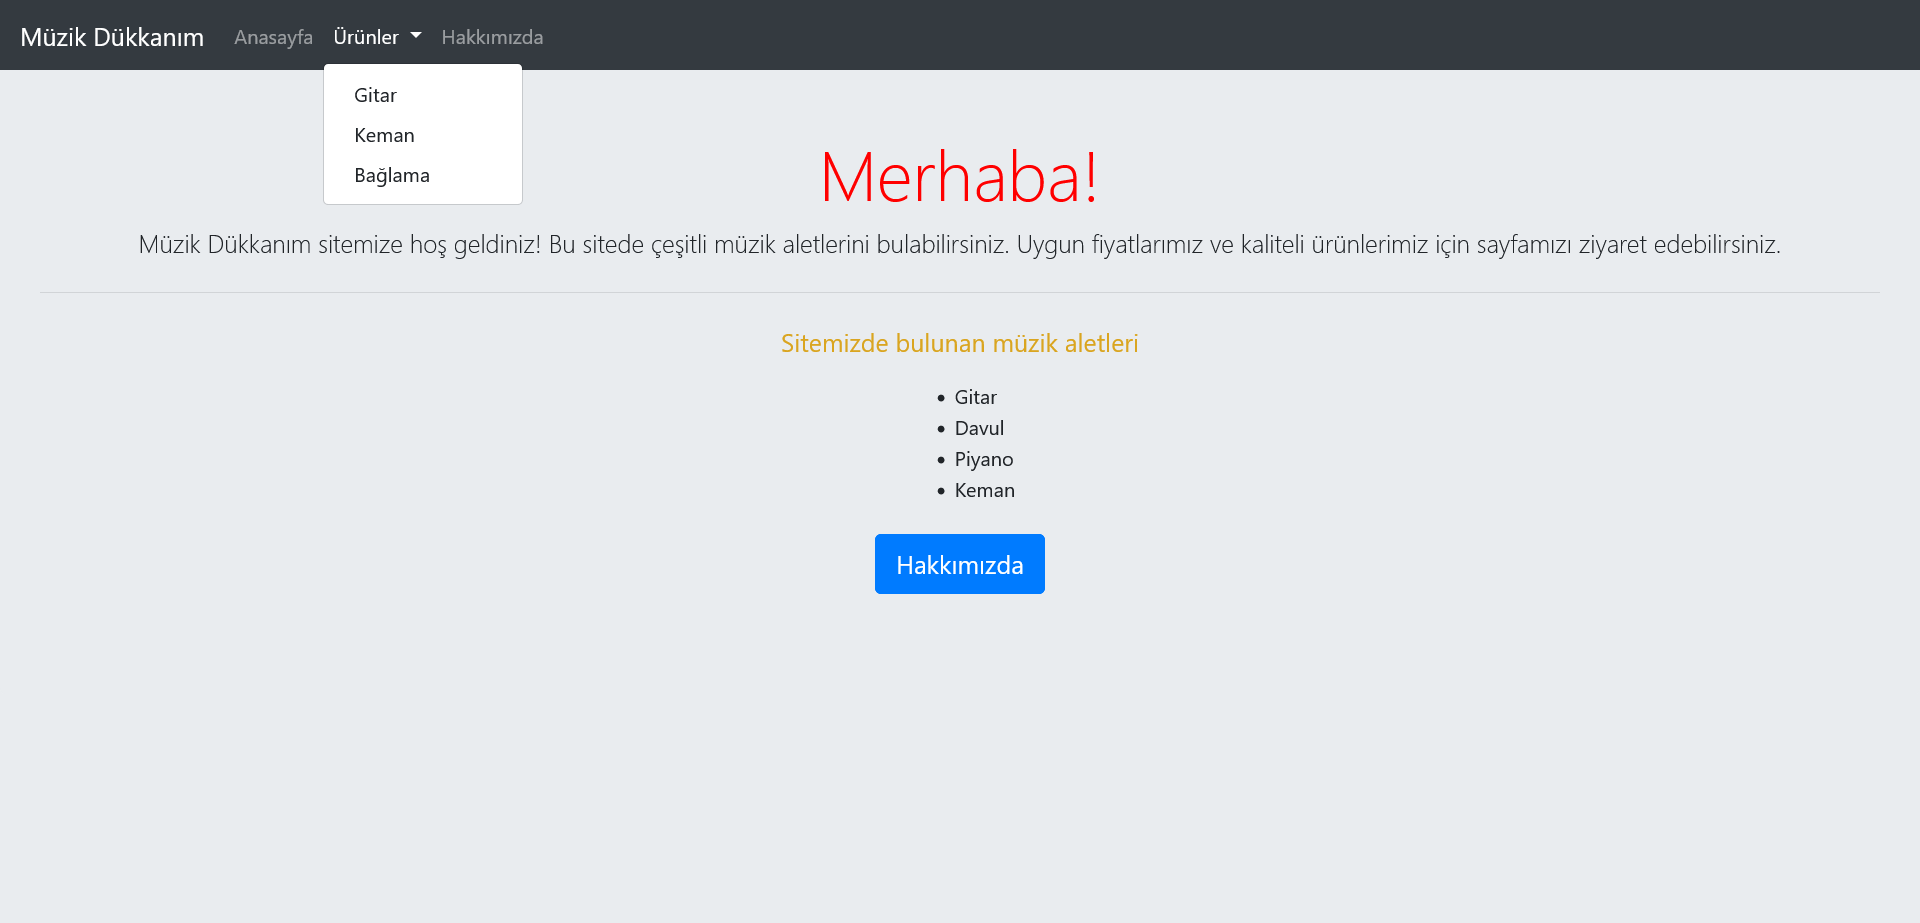 Müzik Dükkanım Anasayfa Ürünler Hakkımızda
Gitar
Keman
Bağlama
Merhaba!
Müzik Dükkanım sitemize hoş geldiniz! Bu sitede çeşitli müzik aletlerini bulabilirsiniz. Uygun fiyatlarımız ve kaliteli ürünlerimiz için sayfamızı ziyaret edebilirsiniz.
Sitemizde bulunan müzik aletleri
• Gitar
• Davul
• Piyano
• Keman
Hakkımızda